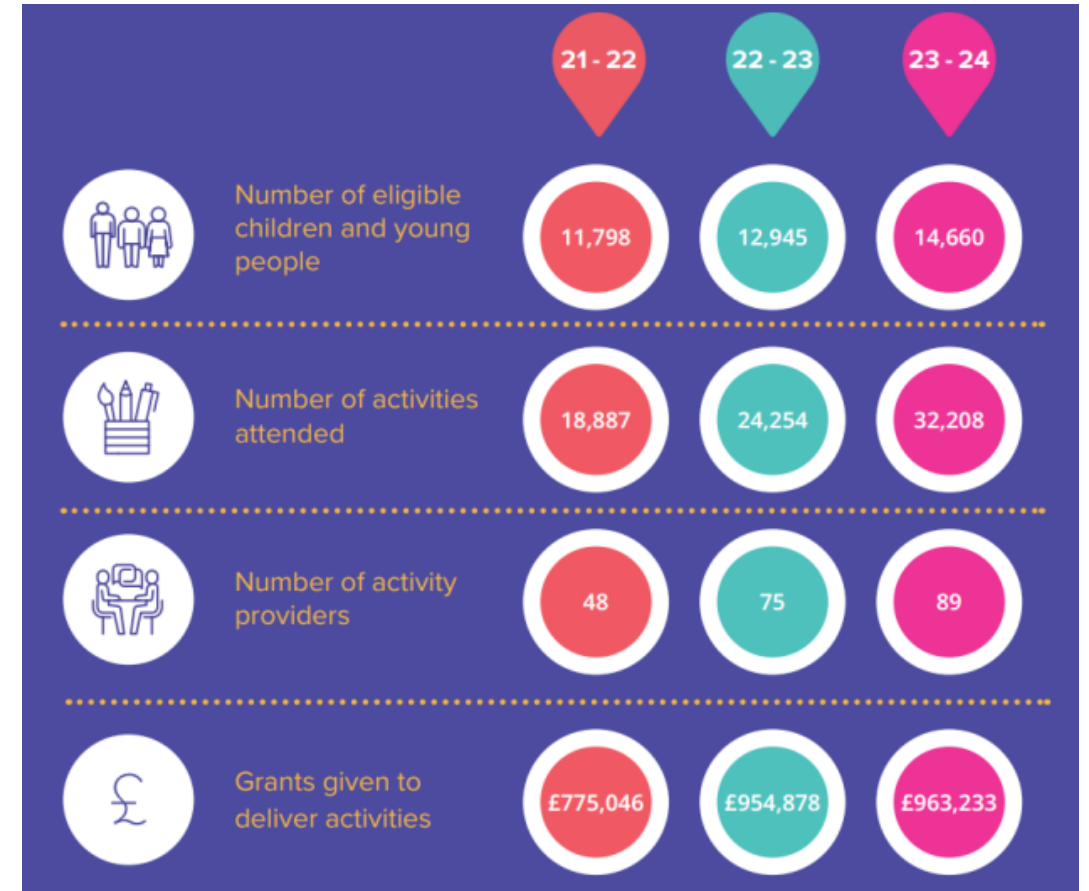 21 - 22 22 - 23 23 - 24
Number of eligible
children and young
people
11,798 12,945 14,660
Number of activities
attended
18,887 24,254 32,208
Number of activity
providers
48 75 89
Grants given to
deliver activities
£775,046 £954,878 £963,233
£